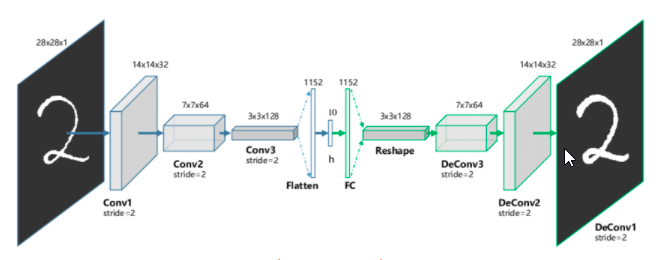 28x28x1
14x14x32
7x7x64
3x3x128
1152
10
1152
3x3x128
7x7x64
14x14x32
28x28x1
2
2
Conv1
stride=2
Conv2
stride=2
Conv3
stride=2
Flatten
h
FC
Reshape
DeConv3
stride=2
DeConv2
stride=2
DeConv1
stride=2